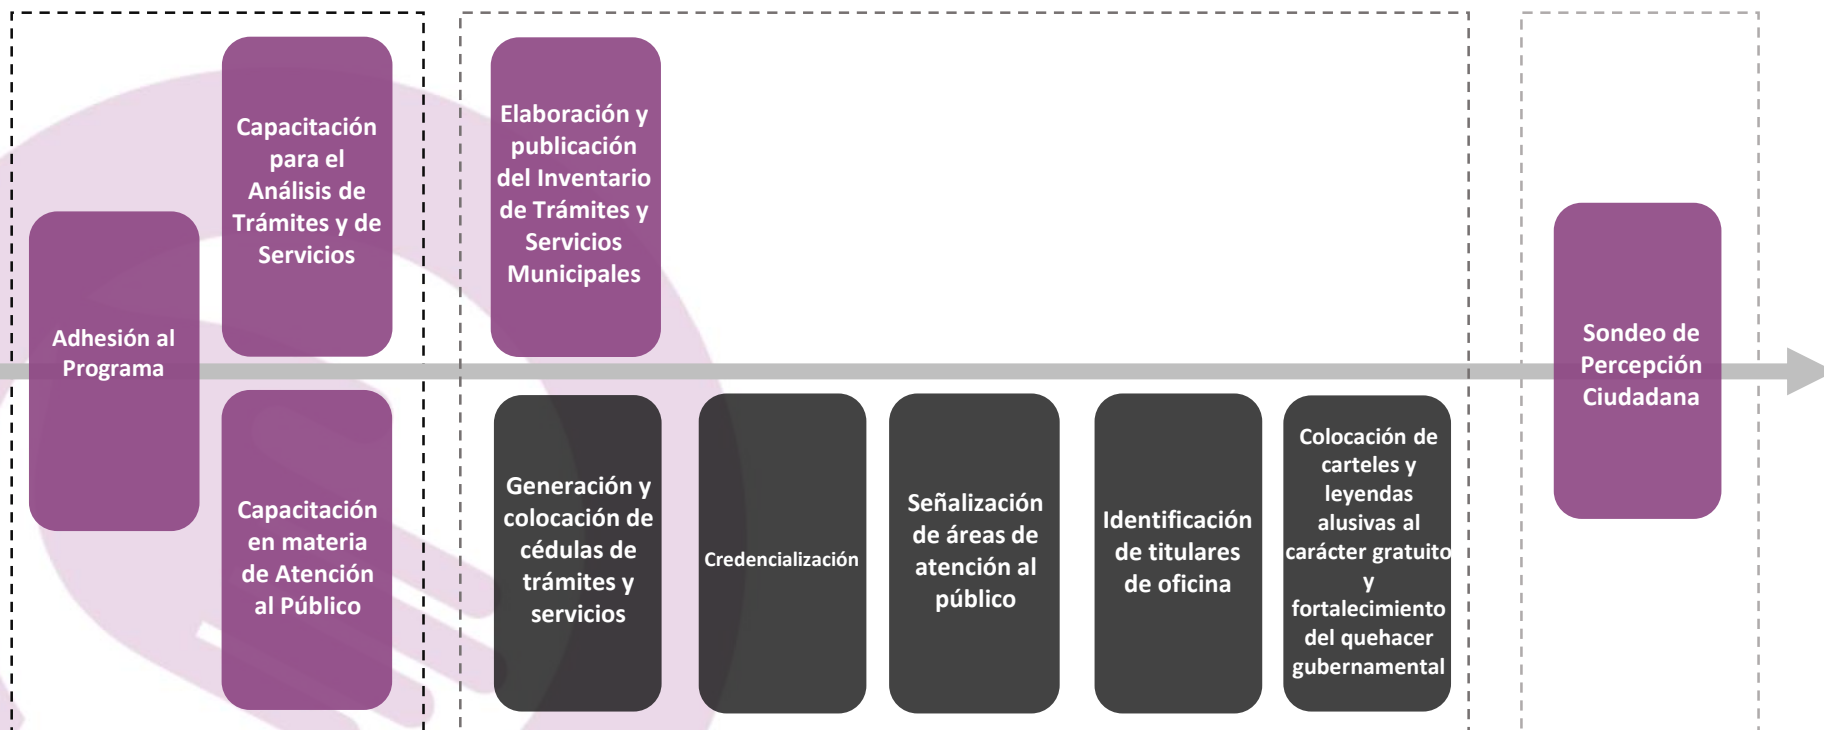 Adhesión al
Programa
Capacitación
para el
Análisis de
Trámites y de
Servicios
Capacitación
en materia
de Atención
al Público
Elaboración y
publicación
del Inventario
de Trámites y
Servicios
Municipales
Generación y
colocación de
cédulas de
trámites y
servicios
Credencialización
Señalización
de áreas de
atención al
público
Identificación
de titulares
de oficina
Colocación de
carteles y
leyendas
alusivas al
carácter gratuito
y
fortalecimiento
del quehacer
gubernamental
Sondeo de
Percepción
Ciudadana